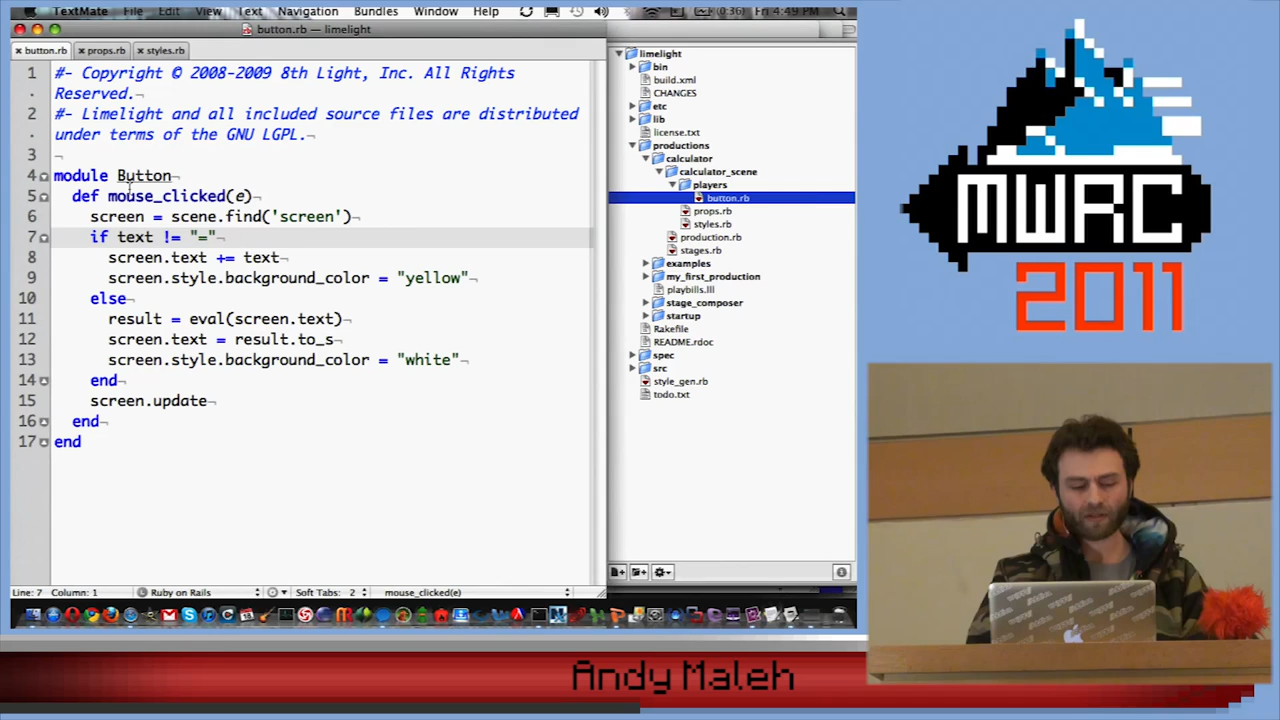 TextMate File Edit View Text Navigation Bundles Window Help (0:36) Fri 4:49 PM
button.rb — limelight
button.rb props.rb styles.rb
1 #- Copyright © 2008-2009 8th Light, Inc. All Rights
Reserved.
2 #- Limelight and all included source files are distributed
under terms of the GNU LGPL.
3
4 module Button
5 def mouse_clicked(e)
6 screen = scene.find('screen')
7 if text != "="
8 screen.text += text
9 screen.style.background_color = "yellow"
10 else
11 result = eval(screen.text)
12 screen.text = result.to_s
13 screen.style.background_color = "white"
14 end
15 screen.update
16 end
17 end
Line: 7 Column: 1 Ruby on Rails Soft Tabs: 2 mouse_clicked(e)
limelight
bin
build.xml
CHANGES
etc
lib
license.txt
productions
calculator
calculator_scene
players
button.rb
props.rb
styles.rb
production.rb
stages.rb
examples
my_first_production
playbills.lll
stage_composer
startup
Rakefile
README.rdoc
spec
src
style_gen.rb
todo.txt
MWRC
2011
Andy Maleh